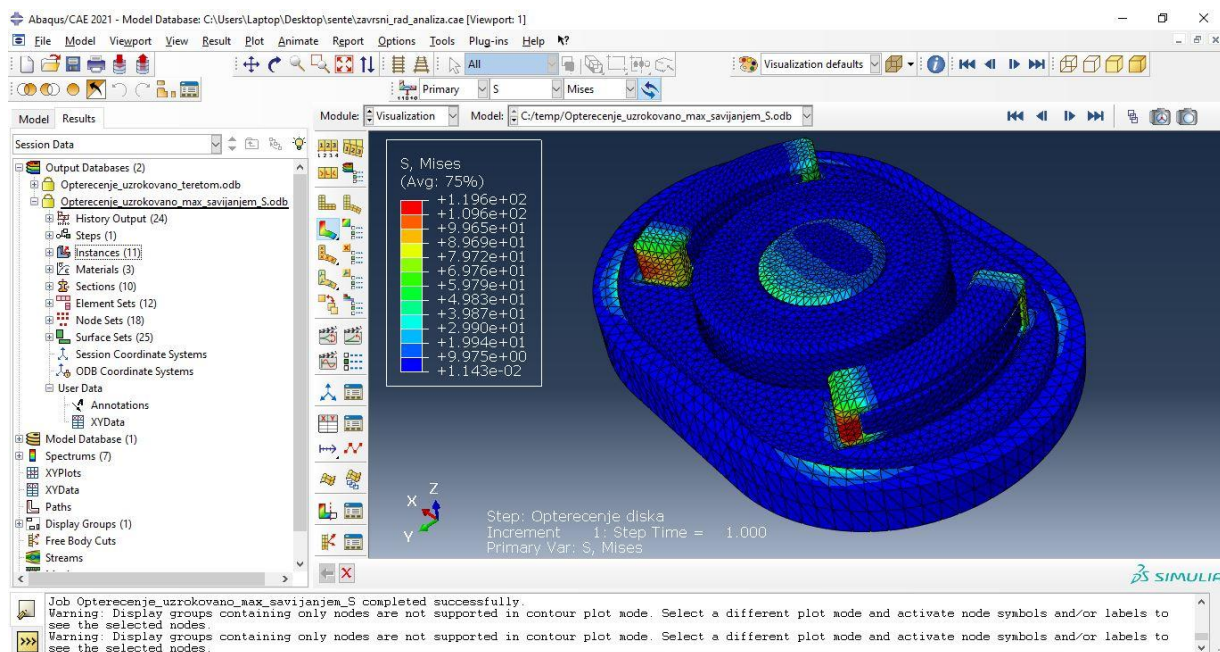 Abaqus/CAE 2021 - Model Database: C:\Users\Laptop\Desktop\sente\zavrsni_rad_analiza.cae [Viewport: 1]
File Model Viewport View Result Plot Animate Report Options Tools Plug-ins Help
All
Visualization defaults
Primary S Mises
Model Results
Module: Visualization Model: C:/temp/Opterecenje_uzrokovano_max_savijanjem_S.odb
Session Data
Output Databases (2)
Opterecenje_uzrokovano_teretom.odb
Opterecenje_uzrokovano_max_savijanjem_S.odb
History Output (24)
Steps (1)
Instances (11)
Materials (3)
Sections (10)
Element Sets (12)
Node Sets (18)
Surface Sets (25)
Session Coordinate Systems
ODB Coordinate Systems
User Data
Annotations
XYData
Model Database (1)
Spectrums (7)
XYPlots
XYData
Paths
Display Groups (1)
Free Body Cuts
Streams
S, Mises
(Avg: 75%)
+1.196e+02
+1.096e+02
+9.965e+01
+8.969e+01
+7.972e+01
+6.976e+01
+5.979e+01
+4.983e+01
+3.987e+01
+2.990e+01
+1.994e+01
+9.975e+00
+1.143e-02
Z
X
Y
Step: Opterecenje diska
Increment 1: Step Time = 1.000
Primary Var: S, Mises
SIMULIA
Job Opterecenje_uzrokovano_max_savijanjem_S completed successfully.
Warning: Display groups containing only nodes are not supported in contour plot mode. Select a different plot mode and activate node symbols and/or labels to
see the selected nodes.
Warning: Display groups containing only nodes are not supported in contour plot mode. Select a different plot mode and activate node symbols and/or labels to
see the selected nodes.